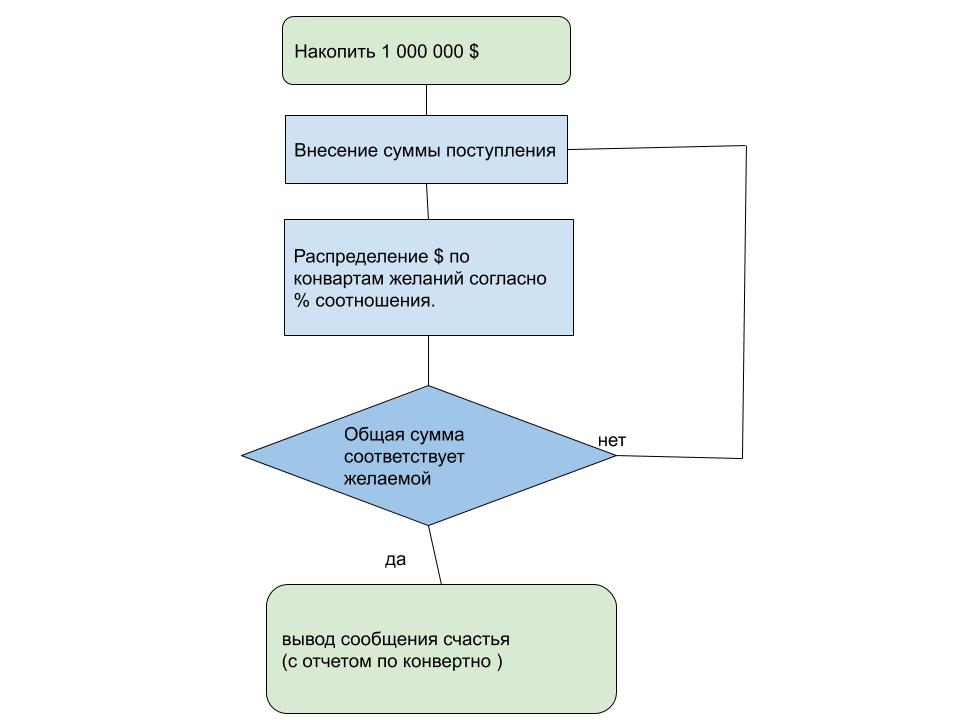 Накопить 1 000 000 $
Внесение суммы поступления
Распределение $ по
конвартам желаний согласно
% соотношения.
Общая сумма
соответствует
желаемой
нет
да
вывод сообщения счастья
(с отчетом по конвертно )